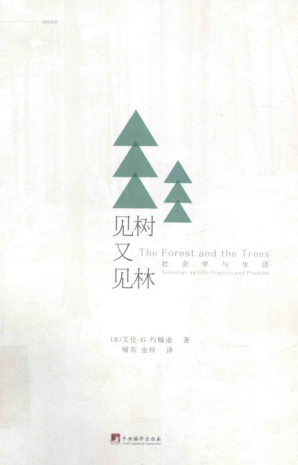 见树
又
见林
The Forest and the Trees
社会学与生活
Sociology as Life, Practice and Promise
[美]艾伦·G·约翰逊 著
喻东 金梓 译
中央编译出版社